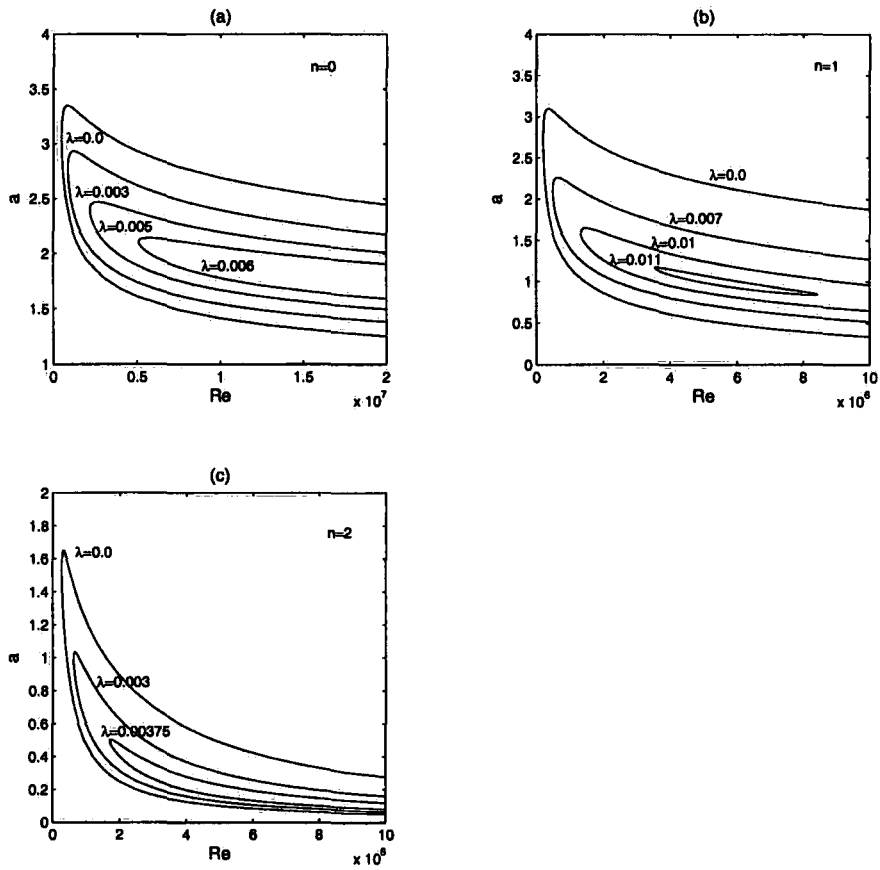 (a)
4
3.5
3
2.5
2
1.5
1
a
n=0
λ=0.0
λ=0.003
λ=0.005
λ=0.006
0 0.5 1 1.5 2
Re
x 10^7
(b)
4
3.5
3
2.5
2
1.5
1
0.5
0
a
n=1
λ=0.0
λ=0.007
λ=0.01
λ=0.011
0 2 4 6 8 10
Re
x 10^6
(c)
2
1.8
1.6
1.4
1.2
1
0.8
0.6
0.4
0.2
0
a
n=2
λ=0.0
λ=0.003
λ=0.00375
0 2 4 6 8 10
Re
x 10^6